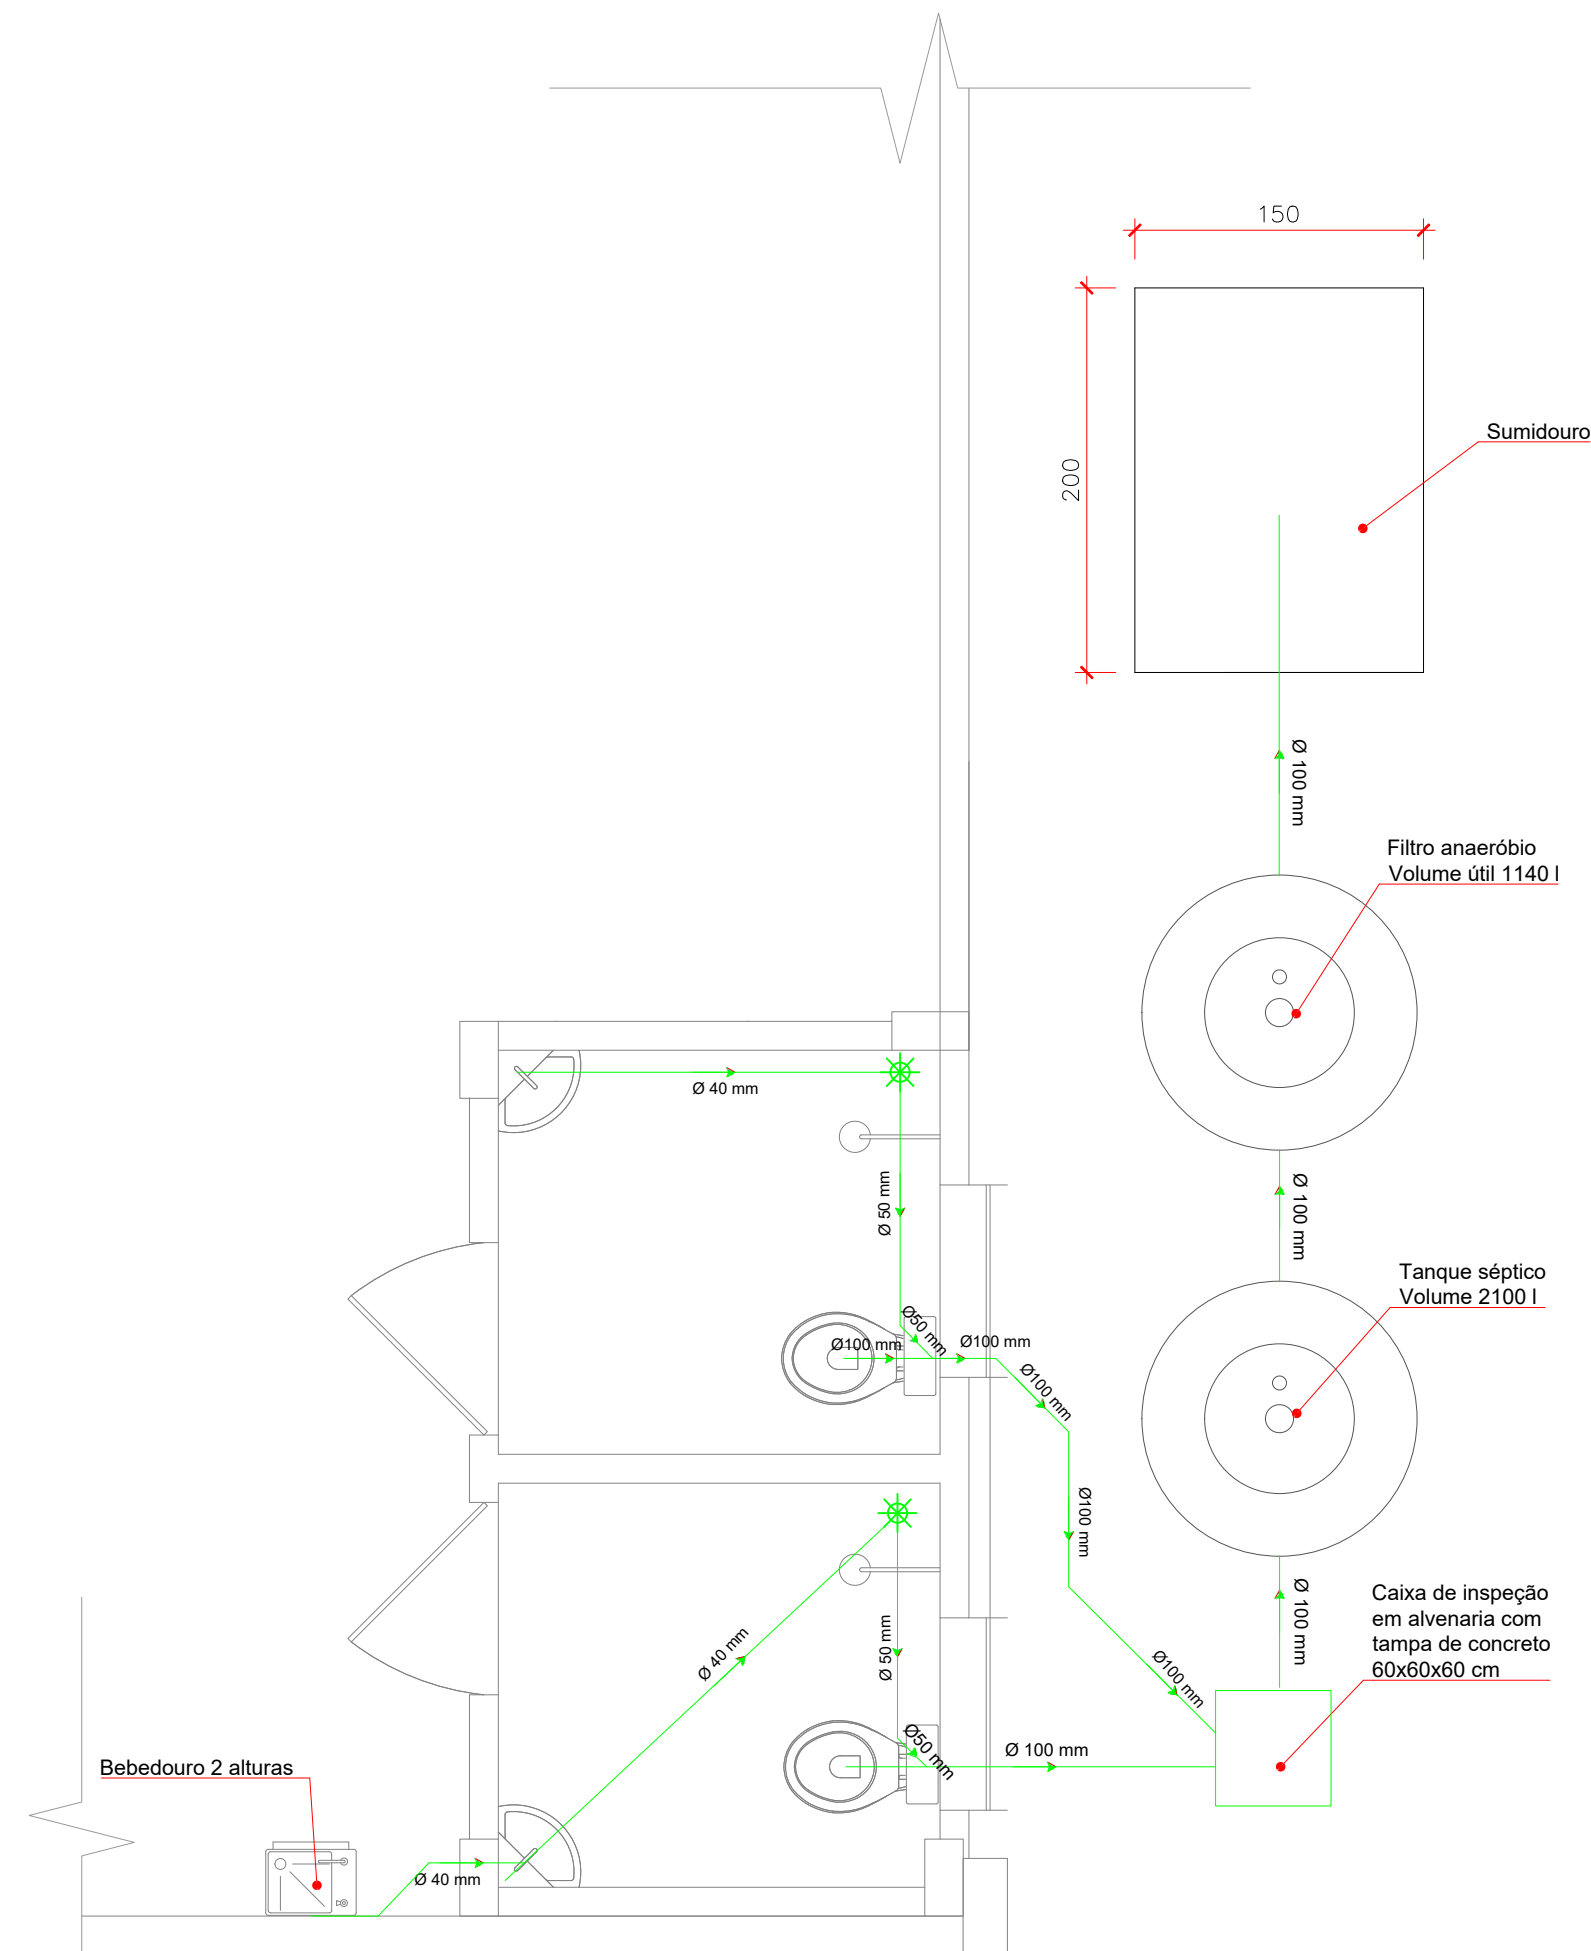 150
200
Sumidouro
Ø 100 mm
Filtro anaeróbio
Volume útil 1140 l
Ø 40 mm
Ø 50 mm
Ø 100 mm
Tanque séptico
Volume 2100 l
Ø50 mm
Ø100 mm
Ø100 mm
Ø100 mm
Ø100 mm
Ø 100 mm
Caixa de inspeção
em alvenaria com
tampa de concreto
60x60x60 cm
Ø 40 mm
Ø 50 mm
Ø100 mm
Ø50 mm
Ø 100 mm
Bebedouro 2 alturas
Ø 40 mm